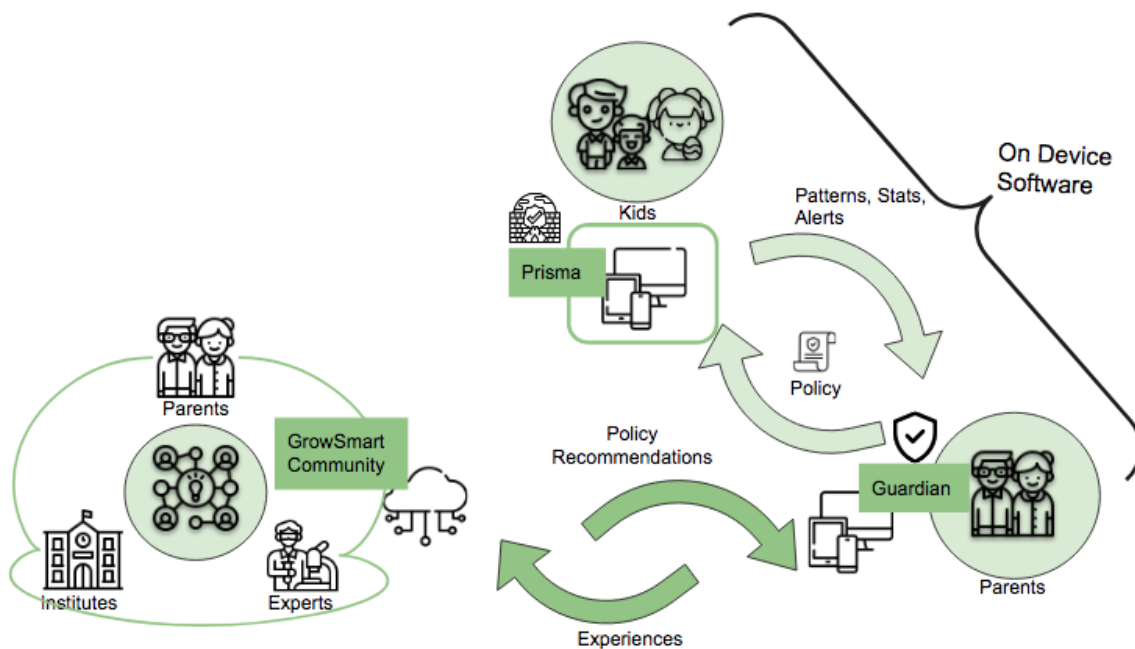 On Device
Software
Patterns, Stats,
Alerts
Kids
Prisma
Policy
Parents
GrowSmart
Community
Policy
Recommendations
Guardian
Institutes
Experts
Parents
Experiences